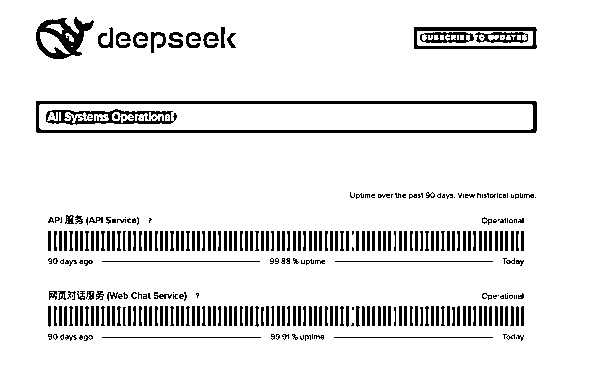 deepseek
SUBSCRIBE TO UPDATES
All Systems Operational
Uptime over the past 90 days. View historical uptime.
API 服务 (API Service) ?
Operational
90 days ago
99.88 % uptime
Today
网页对话服务 (Web Chat Service) ?
Operational
90 days ago
99.91 % uptime
Today